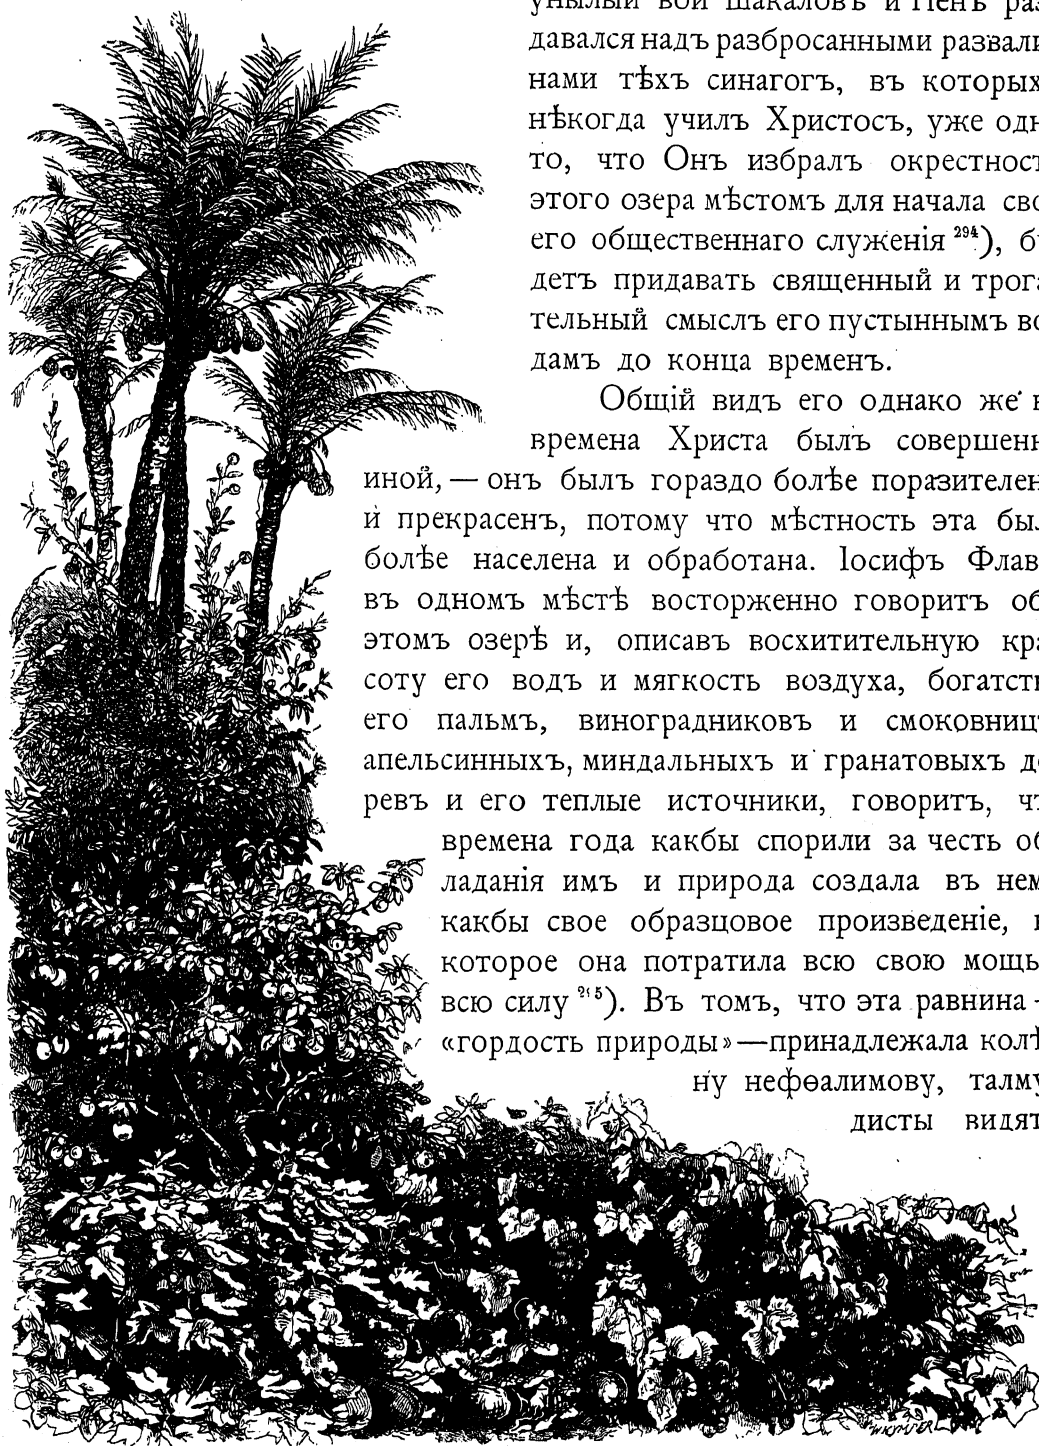 унылый вой шакаловъ и гіенъ раз
давался надъ разбросанными развали
нами тѣхъ синагогъ, въ которых
нѣкогда училъ Христосъ, уже одн
то, что Онъ избралъ окрестност
этого озера мѣстомъ для начала сво
его общественнаго служенія ²⁹⁴), бу
детъ придавать священный и трога
тельный смыслъ его пустыннымъ во
дамъ до конца временъ.
Общій видъ его однако же в
времена Христа былъ совершенн
иной, — онъ былъ гораздо болѣе поразителен
и прекрасенъ, потому что мѣстность эта был
болѣе населена и обработана. Іосифъ Флав
въ одномъ мѣстѣ восторженно говоритъ об
этомъ озерѣ и, описавъ восхитительную кра
соту его водъ и мягкость воздуха, богатств
его пальмъ, виноградниковъ и смоковниц
апельсинныхъ, миндальныхъ и гранатовыхъ де
ревъ и его теплые источники, говоритъ, чт
времена года какбы спорили за честь об
ладанія имъ и природа создала въ нем
какбы свое образцовое произведеніе, н
которое она потратила всю свою мощь
всю силу ²⁹⁵). Въ томъ, что эта равнина -
«гордость природы»—принадлежала колѣ
ну нефѳалимову, талму
дисты видят